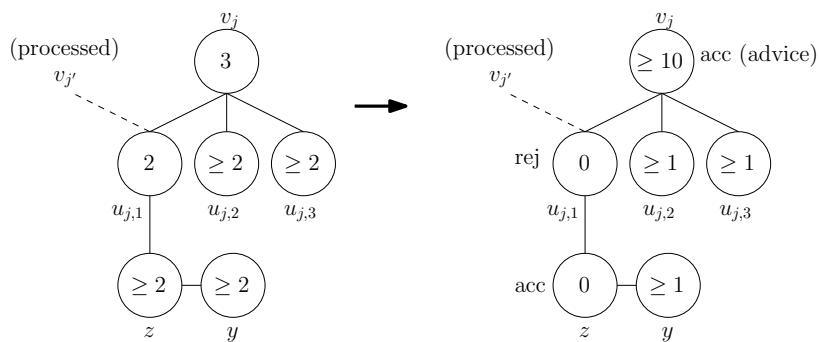 v_j
(processed)
v_{j'}
3
2
≥ 2
≥ 2
u_{j,1}
u_{j,2}
u_{j,3}
≥ 2
≥ 2
z
y
v_j
(processed)
v_{j'}
≥ 10
acc (advice)
rej
0
≥ 1
≥ 1
u_{j,1}
u_{j,2}
u_{j,3}
acc
0
≥ 1
z
y